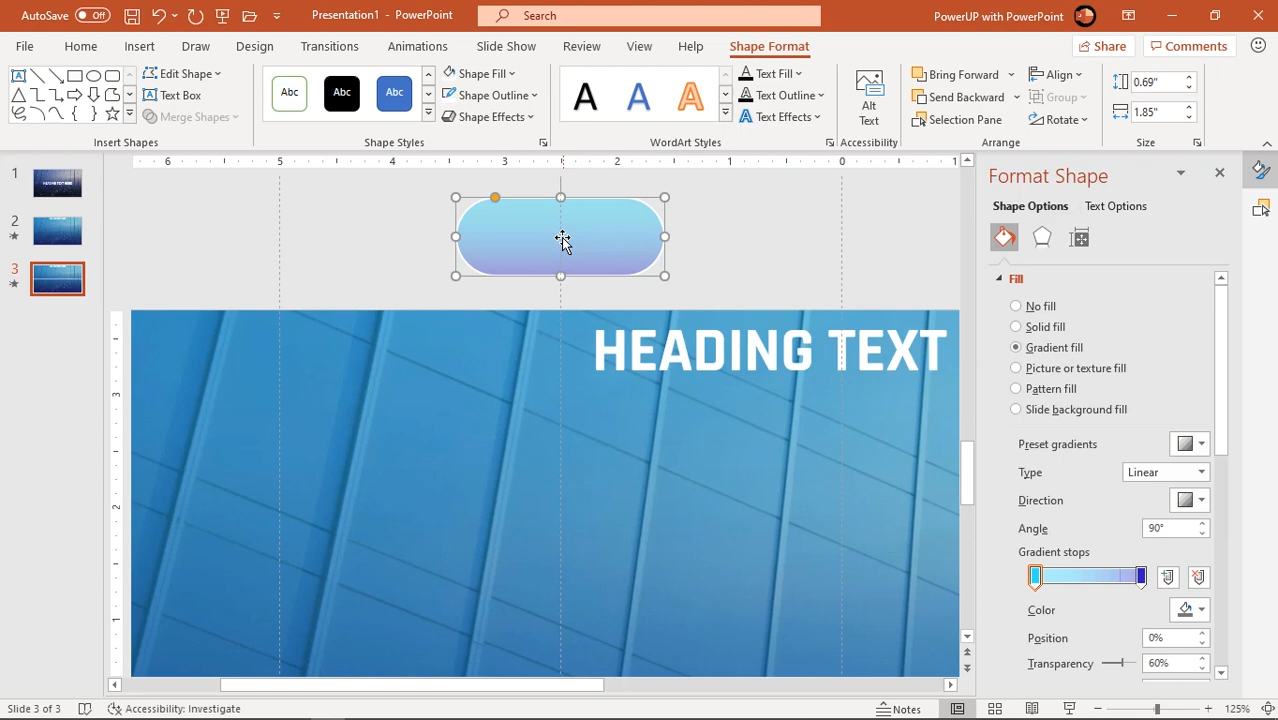 AutoSave Off Presentation1 - PowerPoint Search PowerUP with PowerPoint
File Home Insert Draw Design Transitions Animations Slide Show Review View Help Shape Format Share Comments
Edit Shape Text Box Merge Shapes
Insert Shapes
Abc Abc Abc
Shape Fill Shape Outline Shape Effects
Shape Styles
A A A
Text Fill Text Outline Text Effects
WordArt Styles
Alt Text
Accessibility
Bring Forward Send Backward Selection Pane Align Group Rotate
Arrange
0.69" 1.85"
Size
6 5 4 3 2 1 0 1
1
2
3
HEADING TEXT
3
2
1
Format Shape
Shape Options Text Options
Fill
No fill
Solid fill
Gradient fill
Picture or texture fill
Pattern fill
Slide background fill
Preset gradients
Type Linear
Direction
Angle 90°
Gradient stops
Color
Position 0%
Transparency 60%
Slide 3 of 3 Accessibility: Investigate Notes 125%